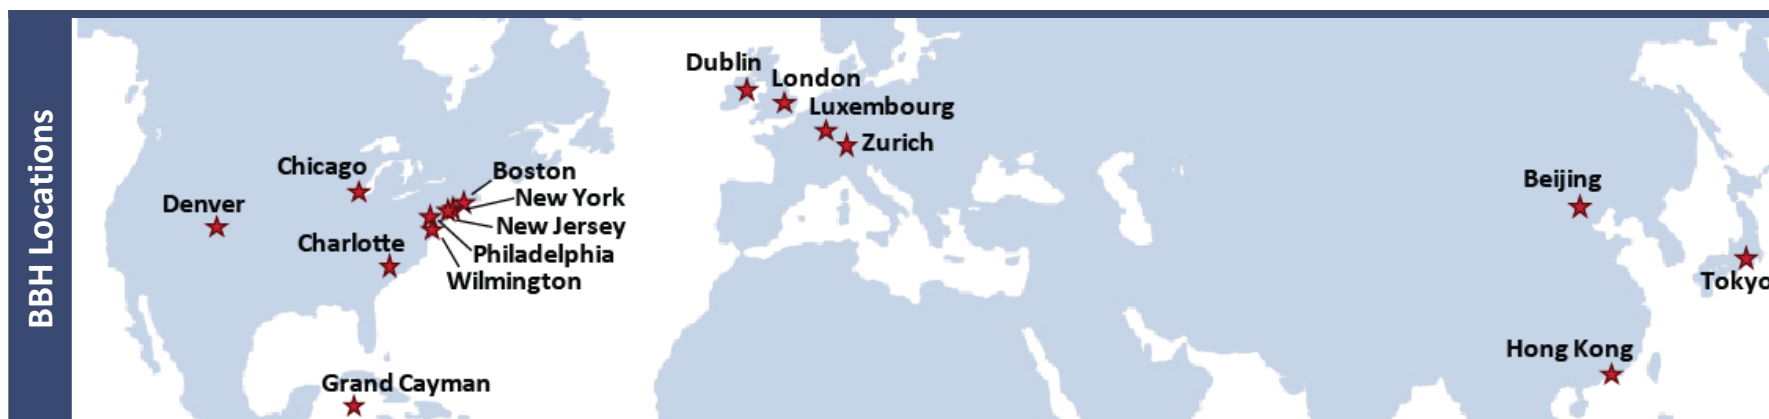 BBH Locations
Dublin
London
Luxembourg
Zurich
Chicago
Boston
New York
Denver
New Jersey
Charlotte
Philadelphia
Wilmington
Grand Cayman
Beijing
Tokyo
Hong Kong